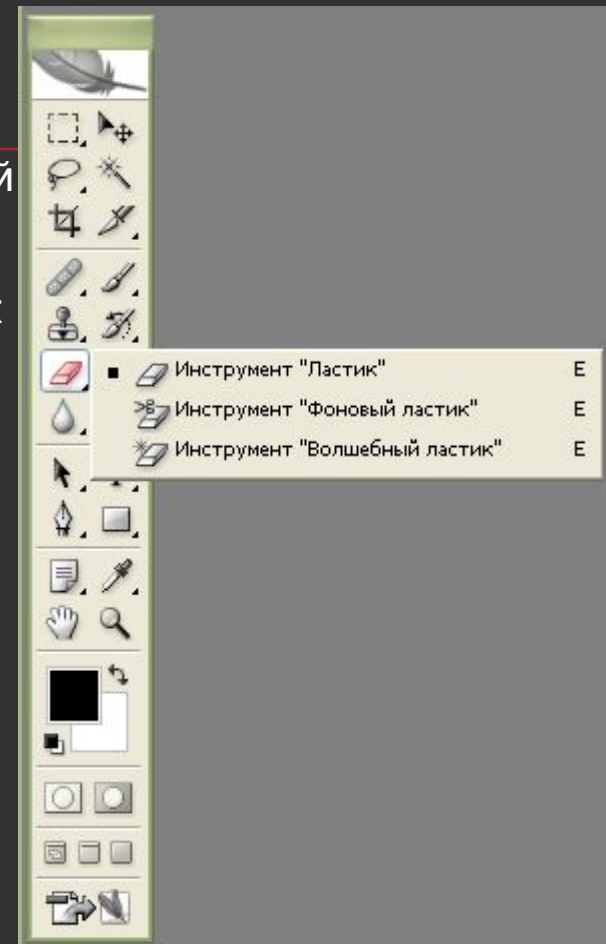 й
Инструмент "Ластик" E
Инструмент "Фоновый ластик" E
Инструмент "Волшебный ластик" E